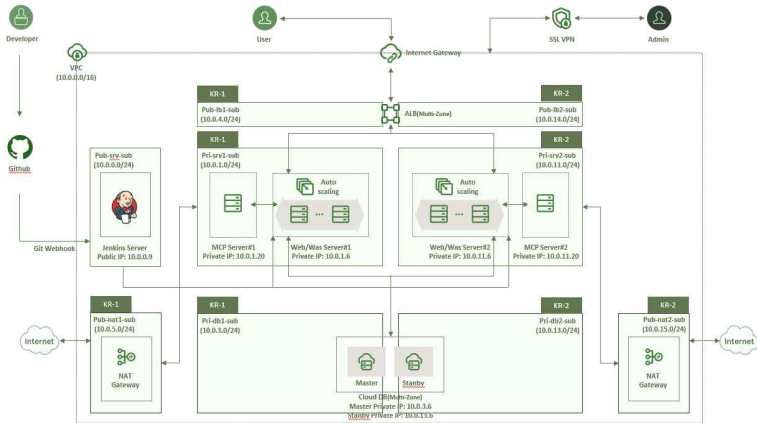 Developer
User
SSL VPN
Admin
Internet Gateway
VPC
(10.0.0.0/16)
KR-1
Pub-lb1-sub
(10.0.4.0/24)
ALB(Multi-Zone)
KR-2
Pub-lb2-sub
(10.0.14.0/24)
Github
Git Webhook
Pub-srv-sub
(10.0.0.0/24)
Jenkins Server
Public IP: 10.0.0.9
KR-1
Pri-srv1-sub
(10.0.1.0/24)
Auto
scaling
...
MCP Server#1
Private IP: 10.0.1.20
Web/Was Server#1
Private IP: 10.0.1.6
KR-2
Pri-srv2-sub
(10.0.11.0/24)
Auto
scaling
...
Web/Was Server#2
Private IP: 10.0.11.6
MCP Server#2
Private IP: 10.0.11.20
KR-1
Pub-nat1-sub
(10.0.5.0/24)
NAT
Gateway
Internet
KR-1
Pri-db1-sub
(10.0.3.0/24)
KR-2
Pri-db2-sub
(10.0.13.0/24)
Master
Stanby
Cloud DB(Multi-Zone)
Master Private IP: 10.0.3.6
Stanby Private IP: 10.0.13.6
KR-2
Pub-nat2-sub
(10.0.15.0/24)
NAT
Gateway
Internet